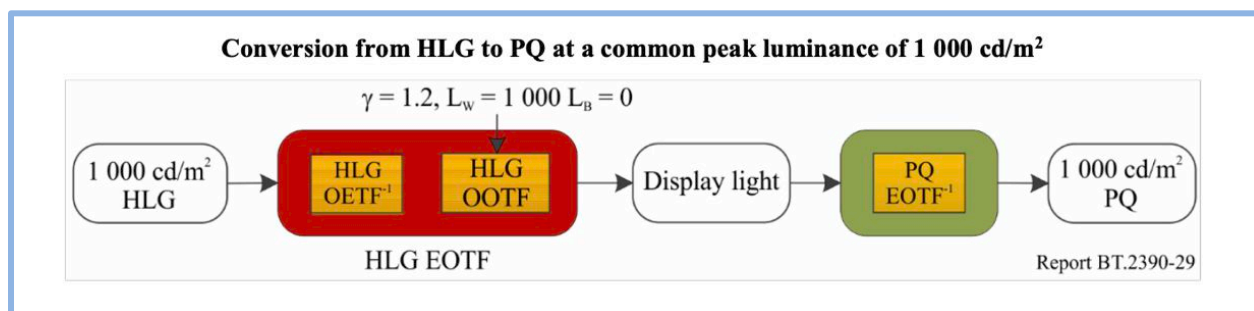 Conversion from HLG to PQ at a common peak luminance of 1 000 cd/m²
γ = 1.2, L_W = 1 000 L_B = 0
1 000 cd/m²
HLG
HLG
OETF⁻¹
HLG
OOTF
Display light
PQ
EOTF⁻¹
1 000 cd/m²
PQ
HLG EOTF
Report BT.2390-29